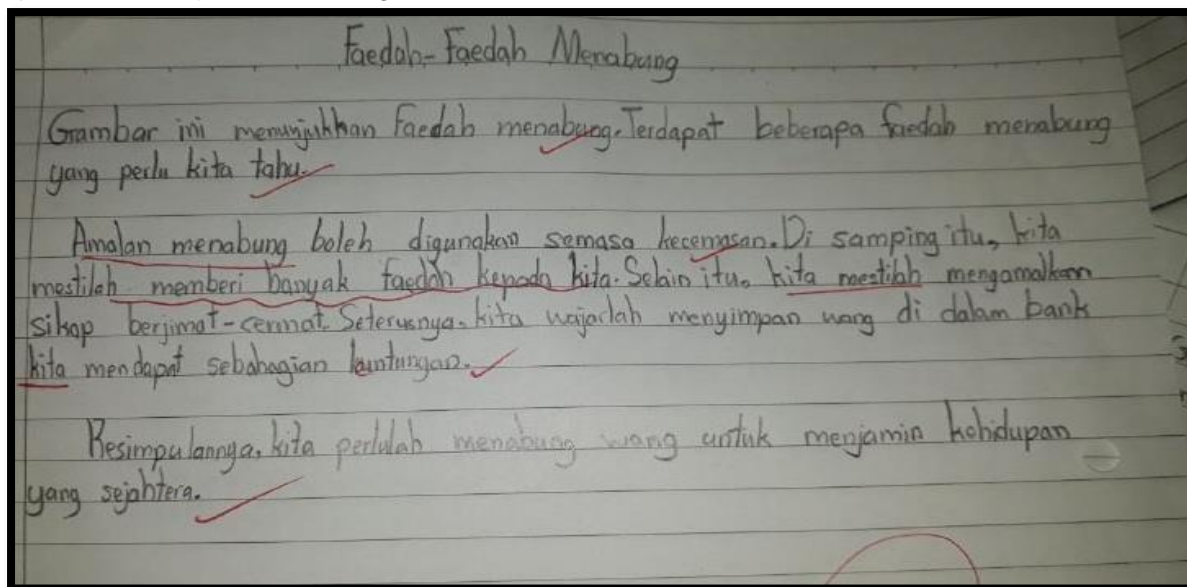 Faedah-Faedah Menabung
Gambar ini menunjukkan Faedah menabung. Terdapat beberapa faedah menabung
yang perlu kita tahu.
Amalan menabung boleh digunakan semasa kecemasan. Di samping itu, kita
mestilah memberi banyak faedah kepada kita. Selain itu, kita mestilah mengamalkan
sikap berjimat-cermat. Seterusnya, kita wajarlah menyimpan wang di dalam bank
kita mendapat sebahagian keuntungan.
Kesimpulannya, kita perlulah menabung wang untuk menjamin kehidupan
yang sejahtera.